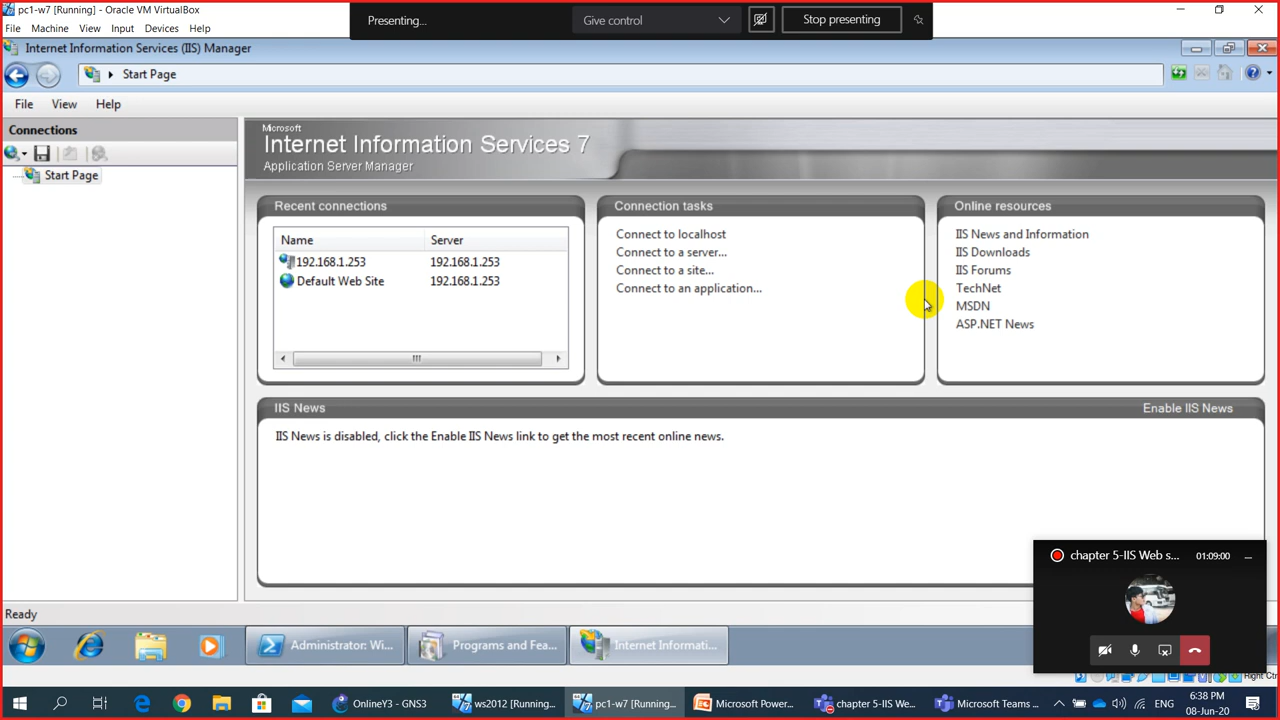 pc1-w7 [Running] - Oracle VM VirtualBox
Presenting...
Give control
Stop presenting
File Machine View Input Devices Help
Internet Information Services (IIS) Manager
Start Page
File View Help
Connections
Start Page
Microsoft
Internet Information Services 7
Application Server Manager
Recent connections
Name Server
192.168.1.253 192.168.1.253
Default Web Site 192.168.1.253
Connection tasks
Connect to localhost
Connect to a server...
Connect to a site...
Connect to an application...
Online resources
IIS News and Information
IIS Downloads
IIS Forums
TechNet
MSDN
ASP.NET News
IIS News
Enable IIS News
IIS News is disabled, click the Enable IIS News link to get the most recent online news.
chapter 5-IIS Web s... 01:09:00
Ready
Administrator: Wi...
Programs and Fea...
Internet Informati...
Right Ctrl
OnlineY3 - GNS3
ws2012 [Running...
pc1-w7 [Running...
Microsoft Power...
chapter 5-IIS We...
Microsoft Teams ...
ENG
6:38 PM
08-Jun-20